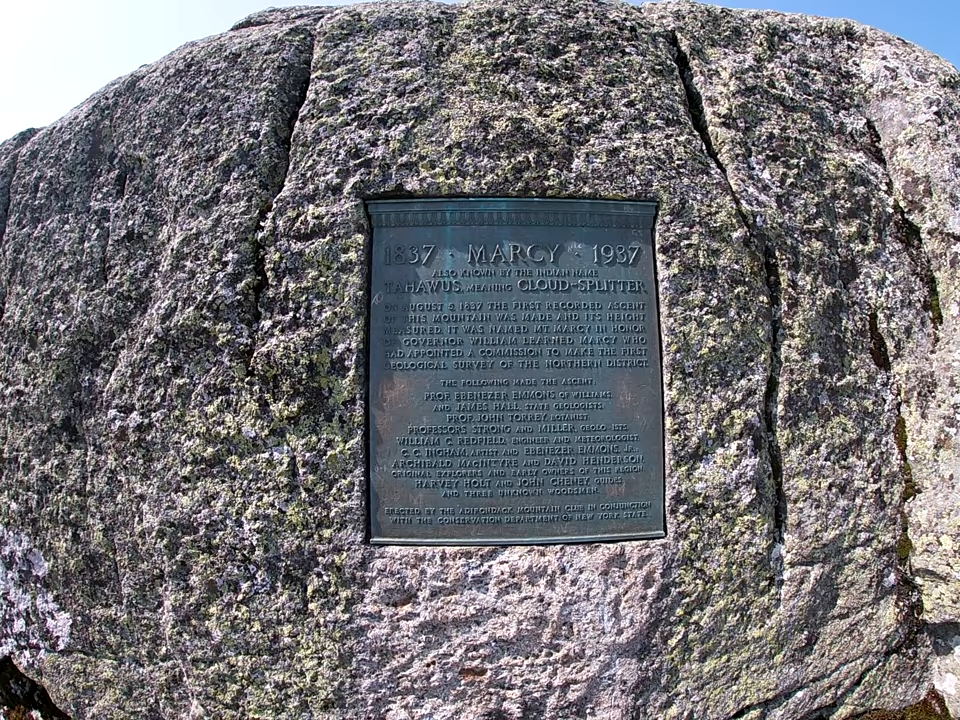 1837 · MARCY · 1937
ALSO KNOWN BY THE INDIAN NAME
TAHAWUS, MEANING CLOUD-SPLITTER
ON AUGUST 5, 1837 THE FIRST RECORDED ASCENT
OF THIS MOUNTAIN WAS MADE AND ITS HEIGHT
MEASURED. IT WAS NAMED MT. MARCY IN HONOR
OF GOVERNOR WILLIAM LEARNED MARCY WHO
HAD APPOINTED A COMMISSION TO MAKE THE FIRST
GEOLOGICAL SURVEY OF THE NORTHERN DISTRICT.
THE FOLLOWING MADE THE ASCENT:
PROF. EBENEZER EMMONS OF WILLIAMS,
AND JAMES HALL, STATE GEOLOGISTS.
PROF. JOHN TORREY, BOTANIST.
PROFESSORS STRONG AND MILLER, GEOLOGISTS.
WILLIAM C. REDFIELD, ENGINEER AND METEOROLOGIST.
C. C. INGHAM, ARTIST AND EBENEZER EMMONS, JR.,
ARCHIBALD MACINTYRE AND DAVID HENDERSON,
ORIGINAL EXPLORERS AND EARLY OWNERS OF THIS REGION
HARVEY HOLT AND JOHN CHENEY, GUIDES,
AND THREE UNKNOWN WOODSMEN.
ERECTED BY THE ADIRONDACK MOUNTAIN CLUB IN CONJUNCTION
WITH THE CONSERVATION DEPARTMENT OF NEW YORK STATE.